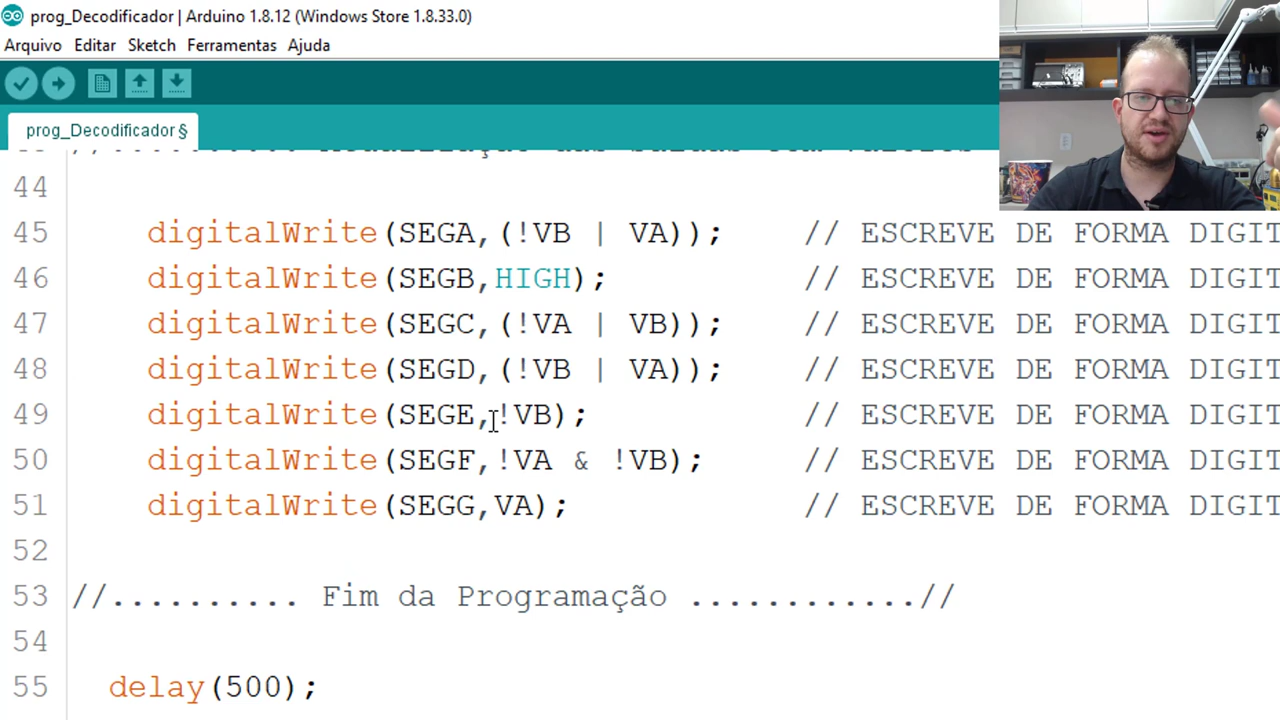 prog_Decodificador | Arduino 1.8.12 (Windows Store 1.8.33.0)
Arquivo Editar Sketch Ferramentas Ajuda
prog_Decodificador §
44
45 digitalWrite(SEGA,(!VB | VA)); // ESCREVE DE FORMA DIGIT
46 digitalWrite(SEGB,HIGH); // ESCREVE DE FORMA DIGIT
47 digitalWrite(SEGC,(!VA | VB)); // ESCREVE DE FORMA DIGIT
48 digitalWrite(SEGD,(!VB | VA)); // ESCREVE DE FORMA DIGIT
49 digitalWrite(SEGE,!VB); // ESCREVE DE FORMA DIGIT
50 digitalWrite(SEGF,!VA & !VB); // ESCREVE DE FORMA DIGIT
51 digitalWrite(SEGG,VA); // ESCREVE DE FORMA DIGIT
52
53 //.......... Fim da Programação ............//
54
55 delay(500);